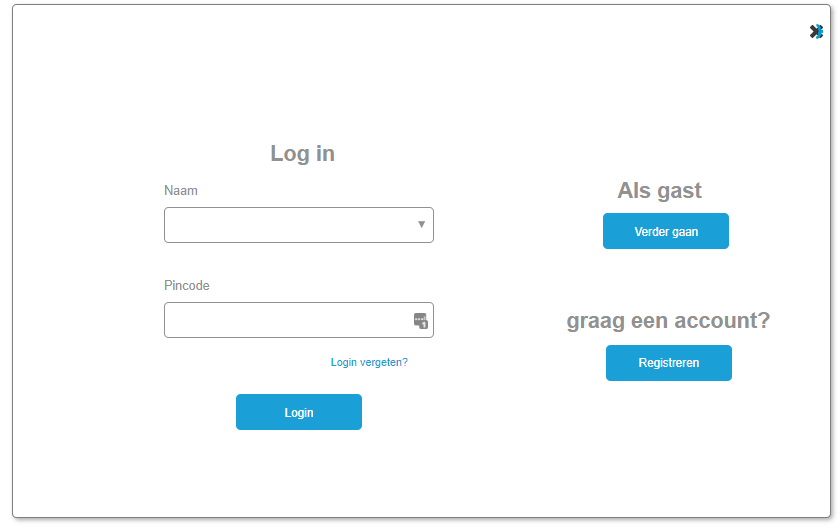 Log in
Naam
Pincode
Login vergeten?
Login
Als gast
Verder gaan
graag een account?
Registreren